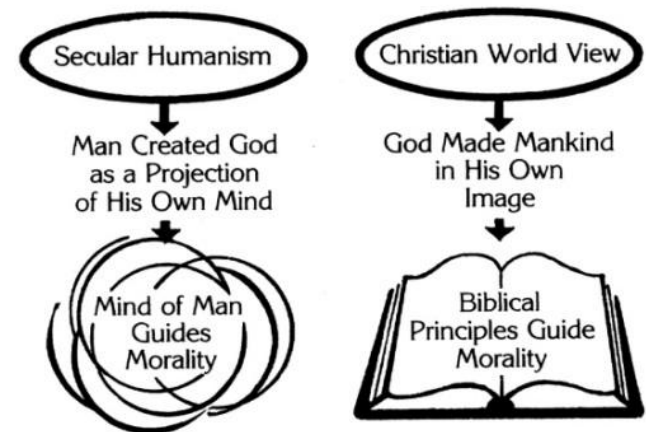 Secular Humanism
Man Created God
as a Projection
of His Own Mind
Mind of Man
Guides
Morality
Christian World View
God Made Mankind
in His Own
Image
Biblical
Principles Guide
Morality